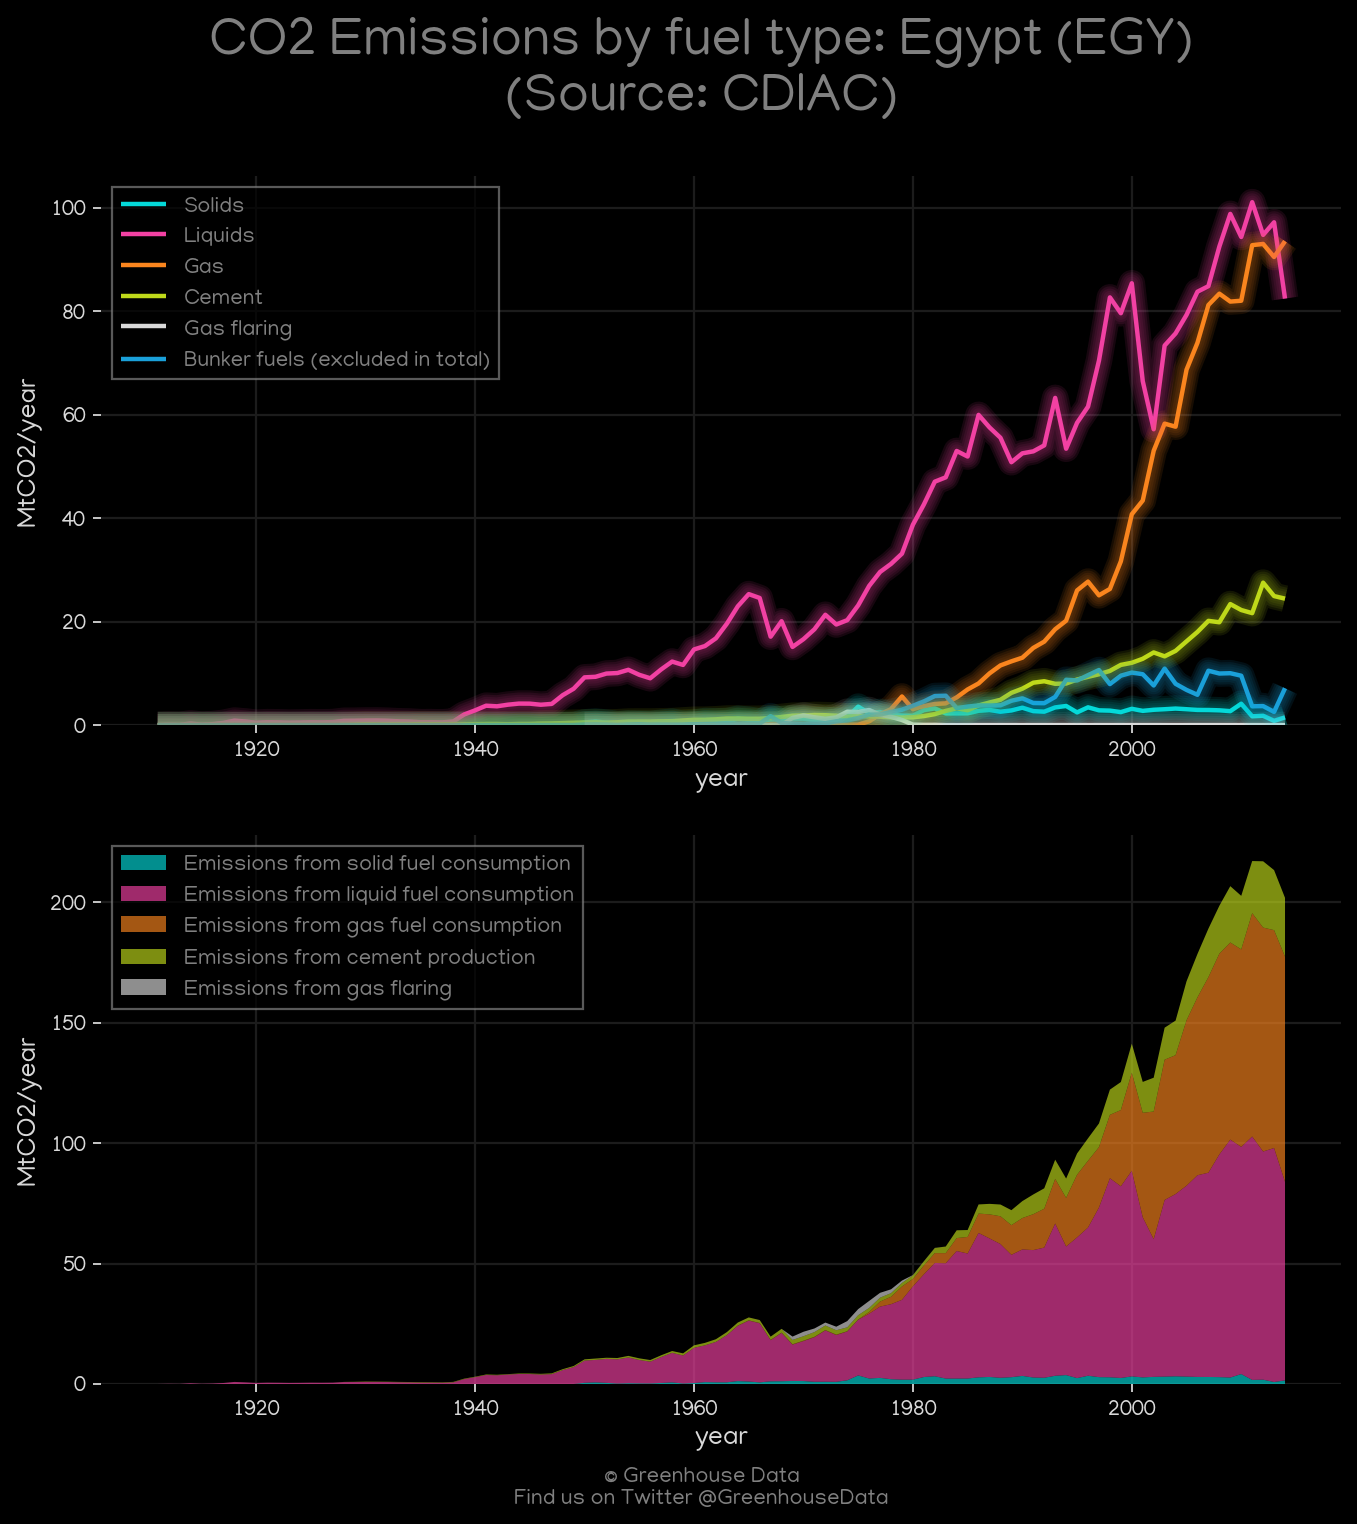 CO2 Emissions by fuel type: Egypt (EGY)
(Source: CDIAC)
Solids
Liquids
Gas
Cement
Gas flaring
Bunker fuels (excluded in total)
100
80
60
40
20
0
MtCO2/year
1920 1940 1960 1980 2000
year
Emissions from solid fuel consumption
Emissions from liquid fuel consumption
Emissions from gas fuel consumption
Emissions from cement production
Emissions from gas flaring
200
150
100
50
0
MtCO2/year
1920 1940 1960 1980 2000
year
© Greenhouse Data
Find us on Twitter @GreenhouseData